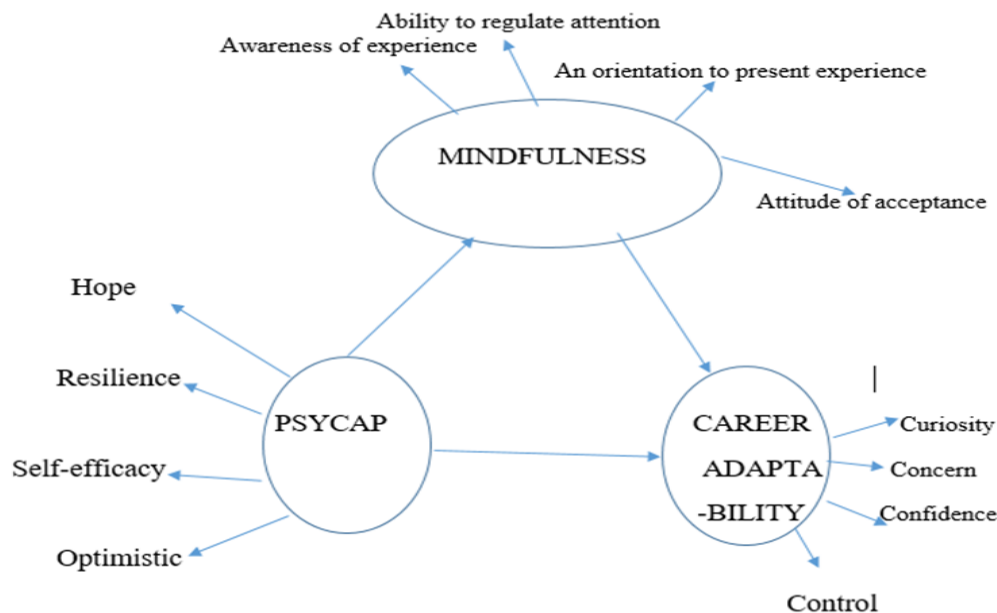 Ability to regulate attention
Awareness of experience
An orientation to present experience
MINDFULNESS
Attitude of acceptance
Hope
Resilience
PSYCAP
Self-efficacy
Optimistic
CAREER
ADAPTA
-BILITY
Curiosity
Concern
Confidence
Control